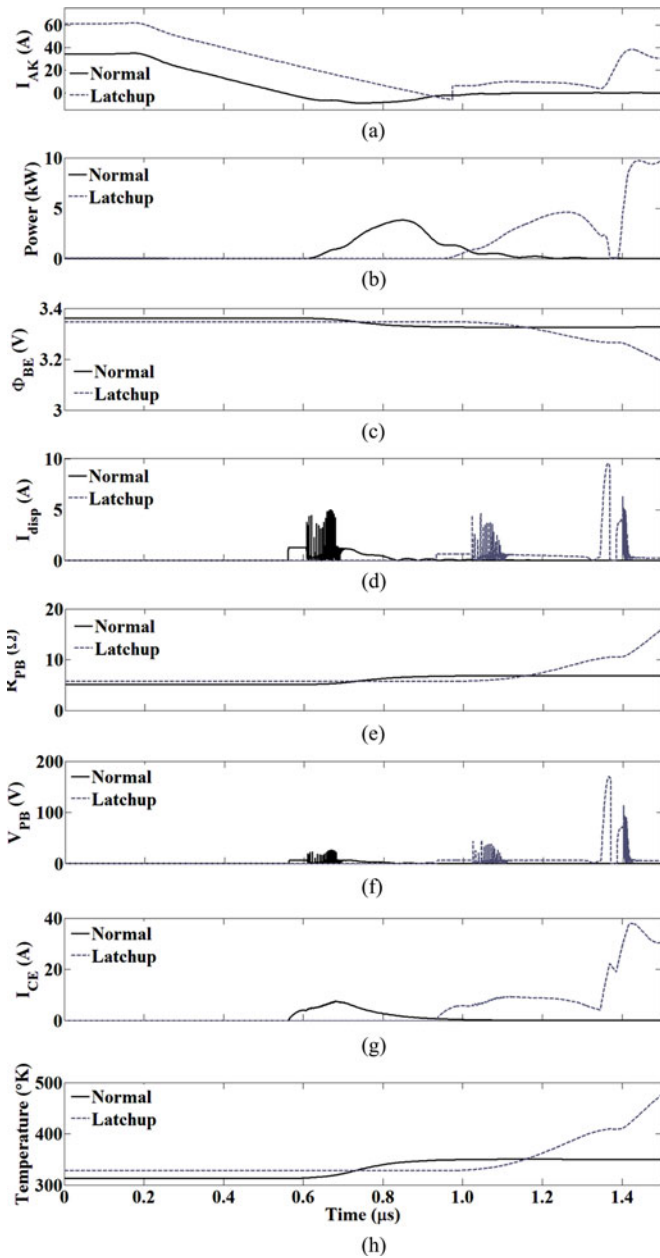 I_AK (A)
60
40
20
0
Normal
Latchup
(a)
Power (kW)
10
5
0
Normal
Latchup
(b)
Φ_BE (V)
3.4
3.2
3
Normal
Latchup
(c)
I_disp (A)
10
5
0
Normal
Latchup
(d)
R_PB (Ω)
20
10
0
Normal
Latchup
(e)
V_PB (V)
200
100
0
Normal
Latchup
(f)
I_CE (A)
40
20
0
Normal
Latchup
(g)
Temperature (°K)
500
400
300
Normal
Latchup
0 0.2 0.4 0.6 0.8 1.0 1.2 1.4
Time (μs)
(h)